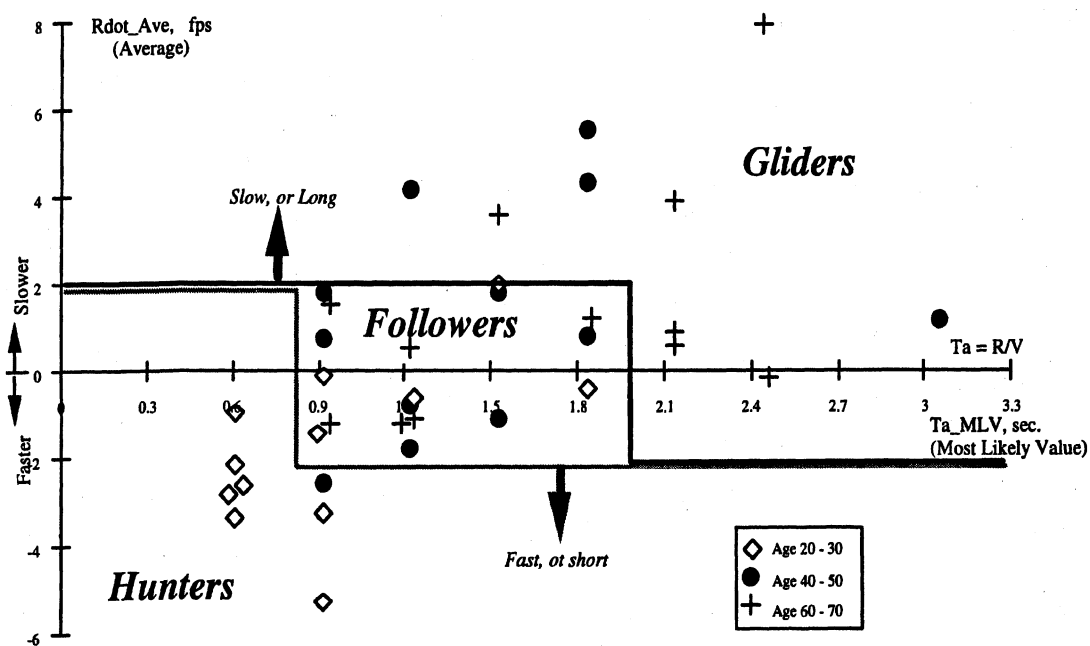 8
Rdot_Ave, fps
(Average)
6
Gliders
4
Slow, or Long
2
Slower
Followers
Ta = R/V
0
0 0.3 0.6 0.9 1.5 1.8 2.1 2.4 2.7 3 3.3
Ta_MLV, sec.
(Most Likely Value)
Faster
-2
Fast, ot short
-4
Hunters
Age 20 - 30
Age 40 - 50
Age 60 - 70
-6